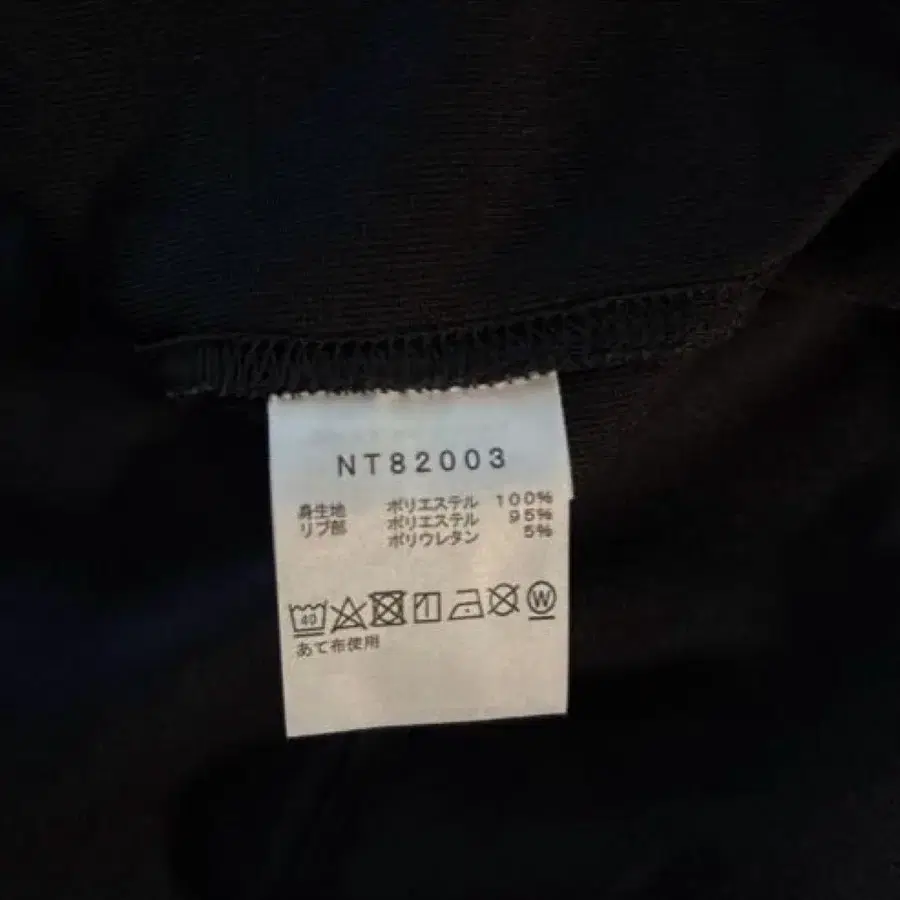 NT82003
身生地 ポリエステル 100%
リブ部 ポリエステル 95%
ポリウレタン 5%
40 W
あて布使用